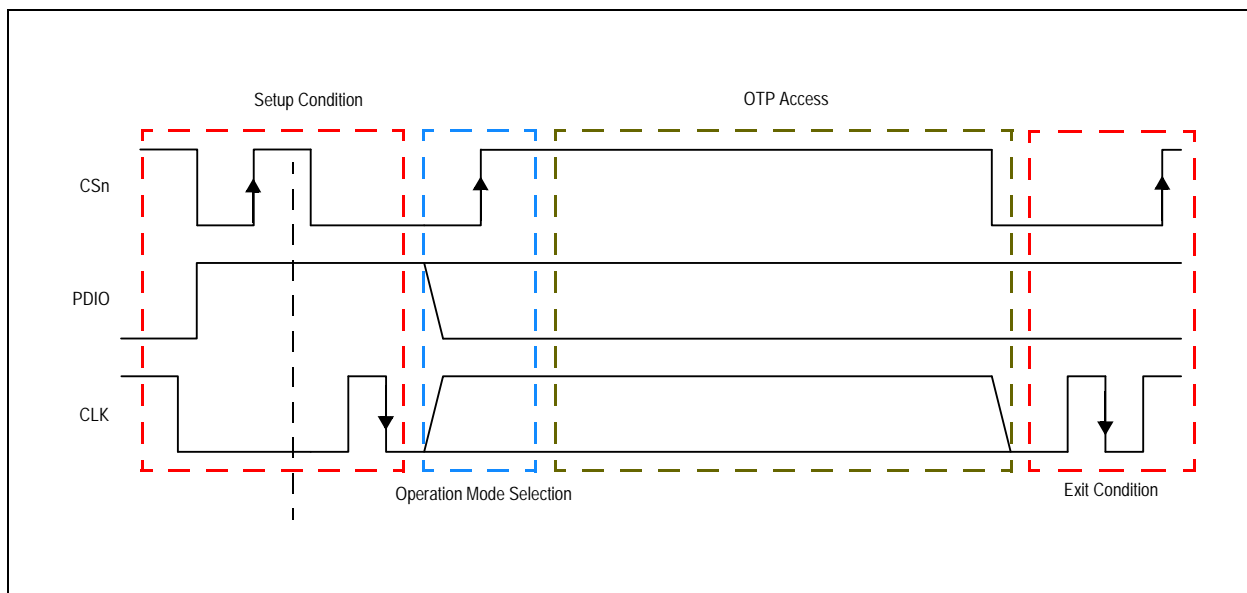 Setup Condition
OTP Access
CSn
PDIO
CLK
Operation Mode Selection
Exit Condition